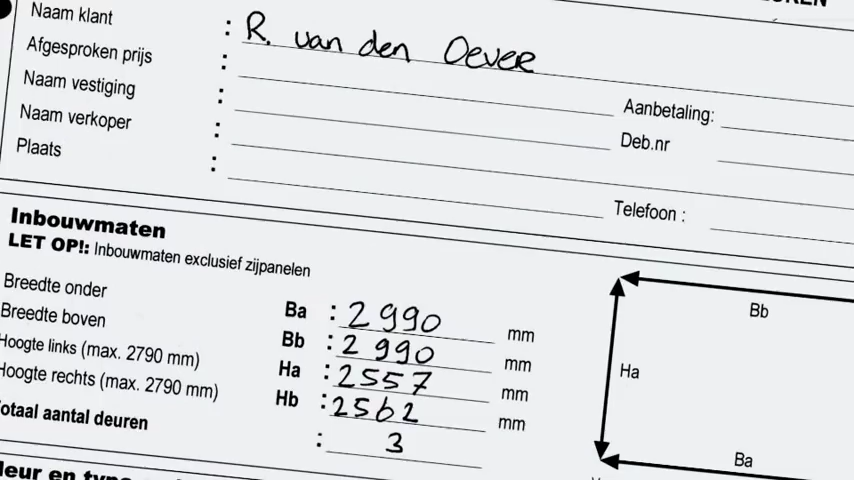 Naam klant : R. van den Oever
Afgesproken prijs :
Naam vestiging : Aanbetaling:
Naam verkoper : Deb.nr
Plaats :
Telefoon :
Inbouwmaten
LET OP!: Inbouwmaten exclusief zijpanelen
Breedte onder Ba : 2990 mm Bb
Breedte boven Bb : 2990 mm
Hoogte links (max. 2790 mm) Ha : 2557 mm Ha
Hoogte rechts (max. 2790 mm) Hb : 2562 mm
Totaal aantal deuren : 3
Ba